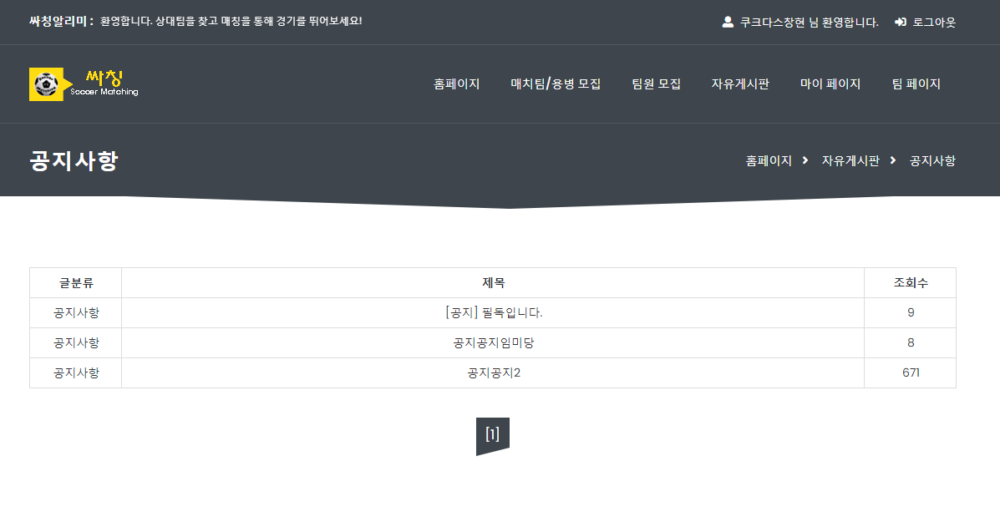 싸칭알리미 : 환영합니다. 상대팀을 찾고 매칭을 통해 경기를 뛰어보세요!
쿠크다스창현 님 환영합니다. 로그아웃
싸칭
Soccer Matching
홈페이지 매치팀/용병 모집 팀원 모집 자유게시판 마이 페이지 팀 페이지
공지사항
홈페이지 > 자유게시판 > 공지사항
글분류 제목 조회수
공지사항 [공지] 필독입니다. 9
공지사항 공지공지임미당 8
공지사항 공지공지2 671
[1]